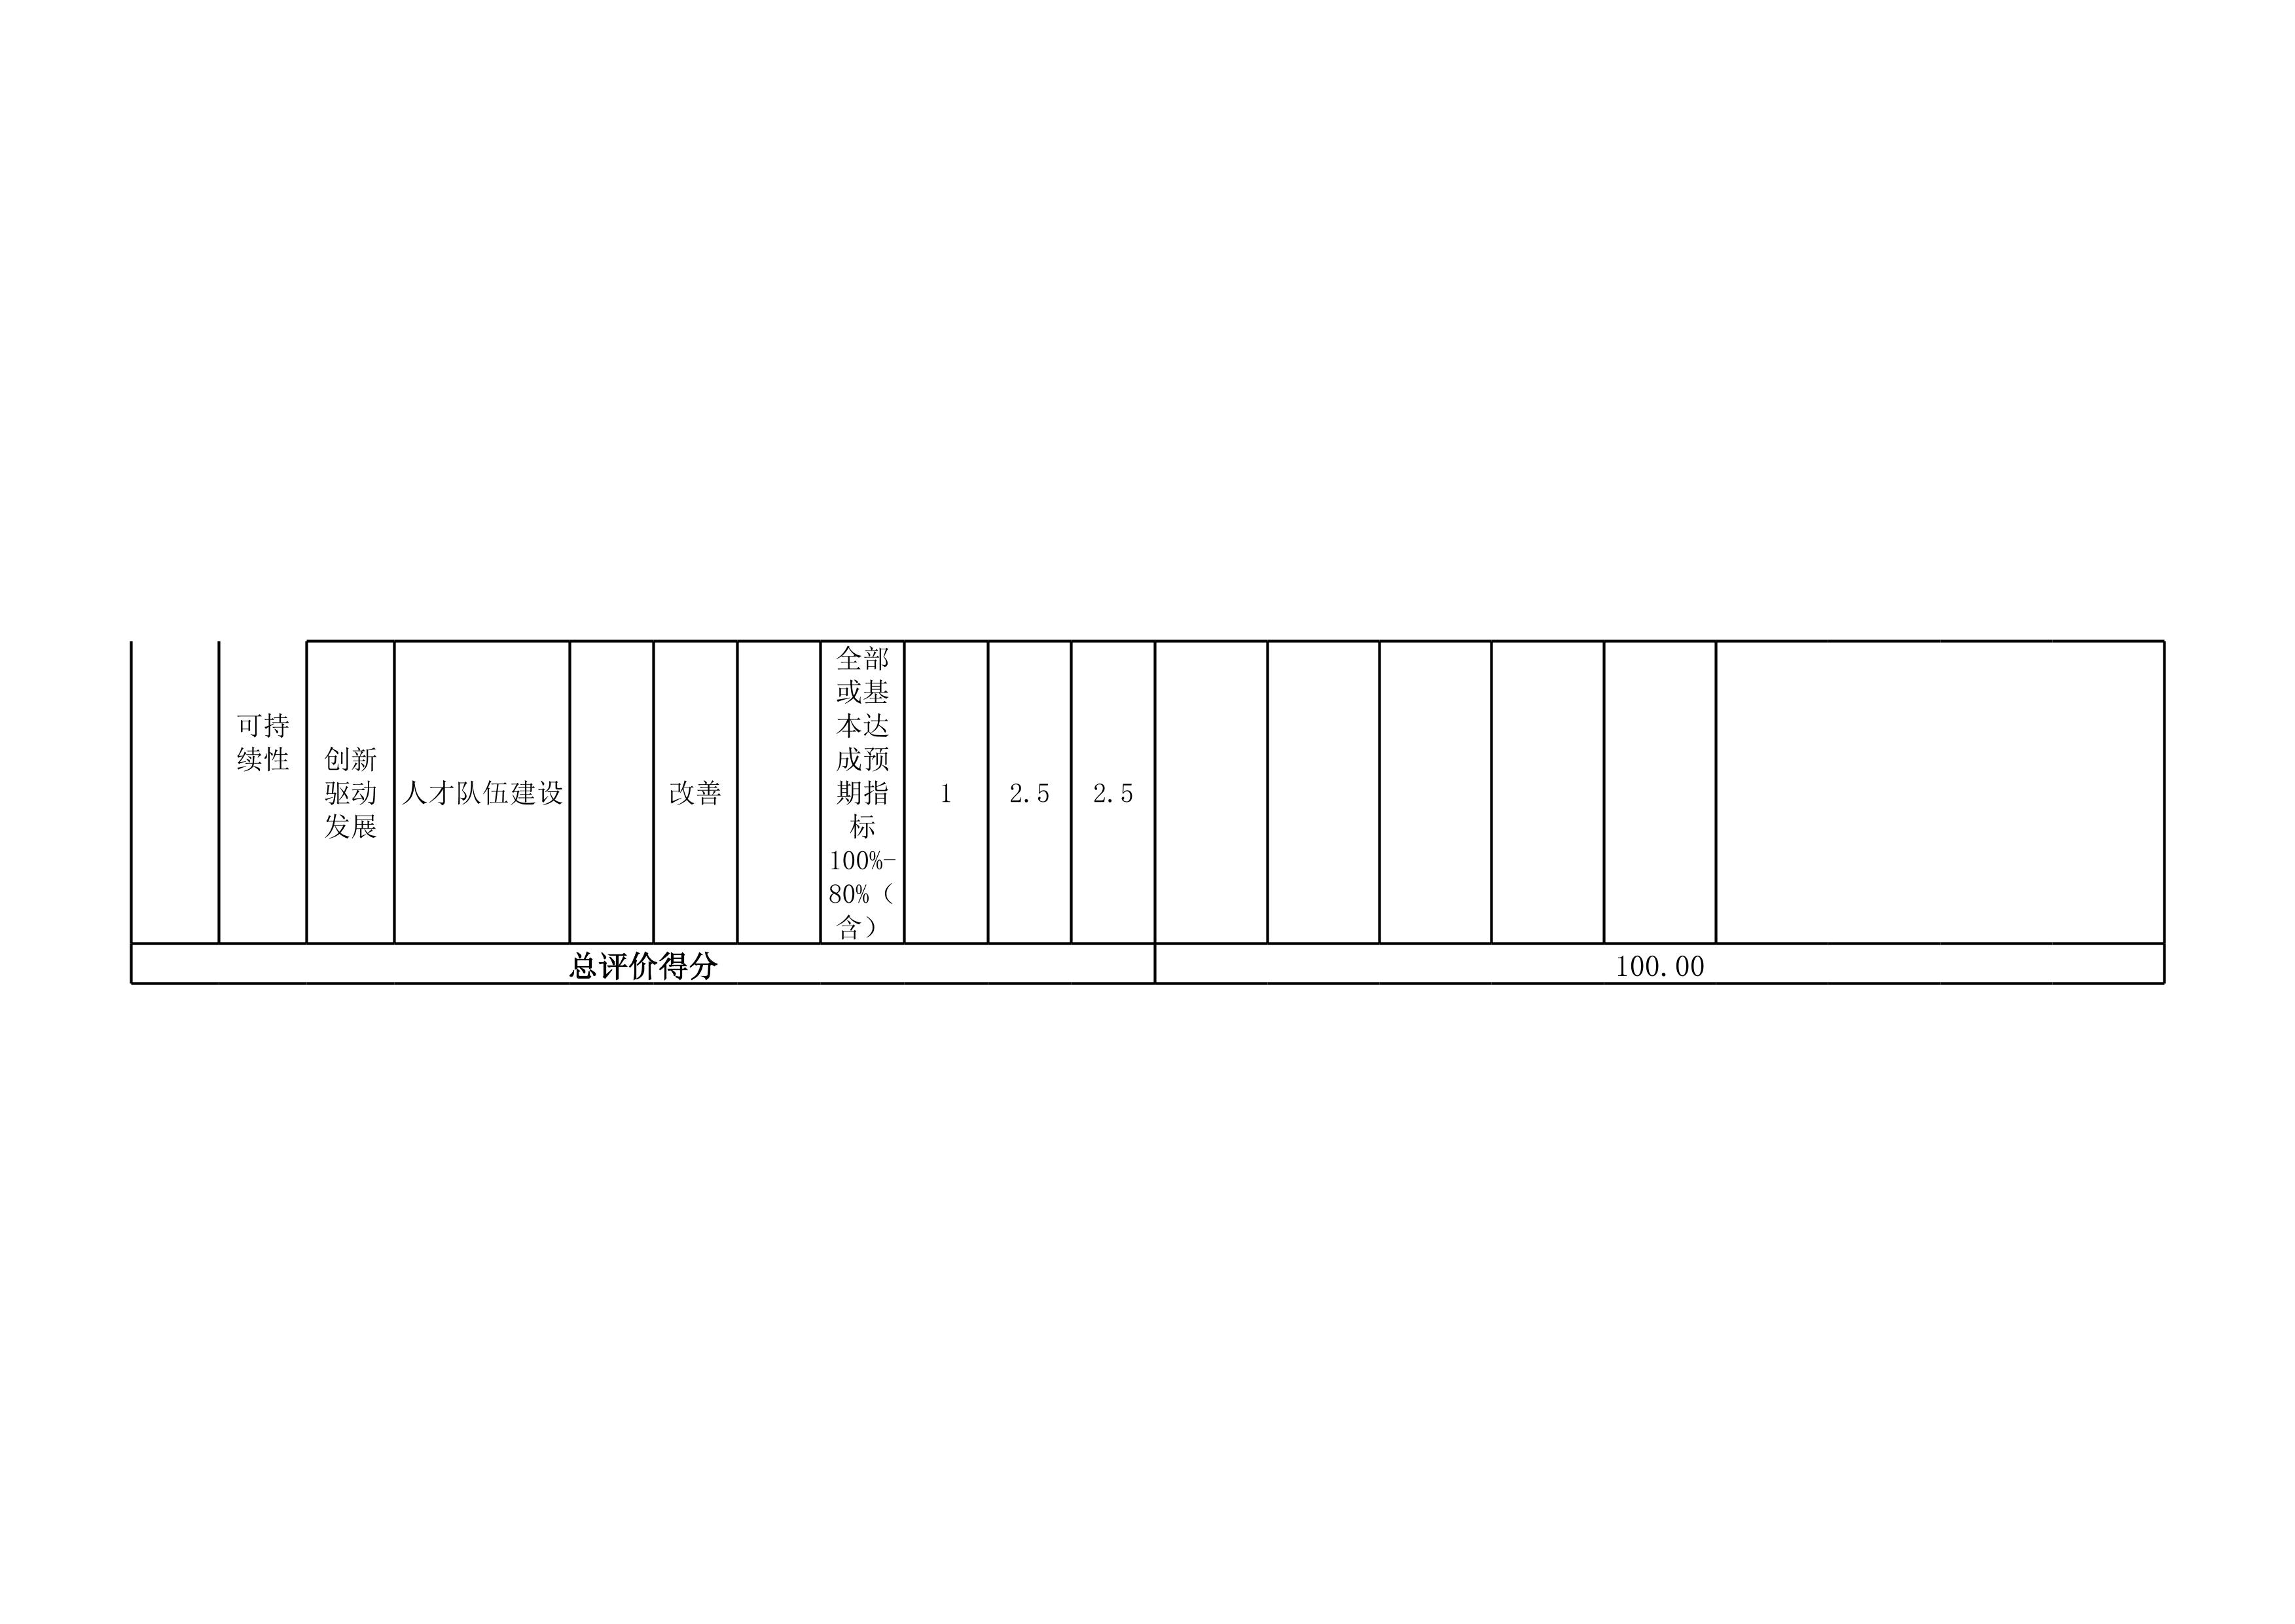 可持
续性
创新
驱动
发展
人才队伍建设
改善
全部
或基
本达
成预
期指
标
100%-
80%（
含）
1
2.5
2.5
总评价得分
100.00